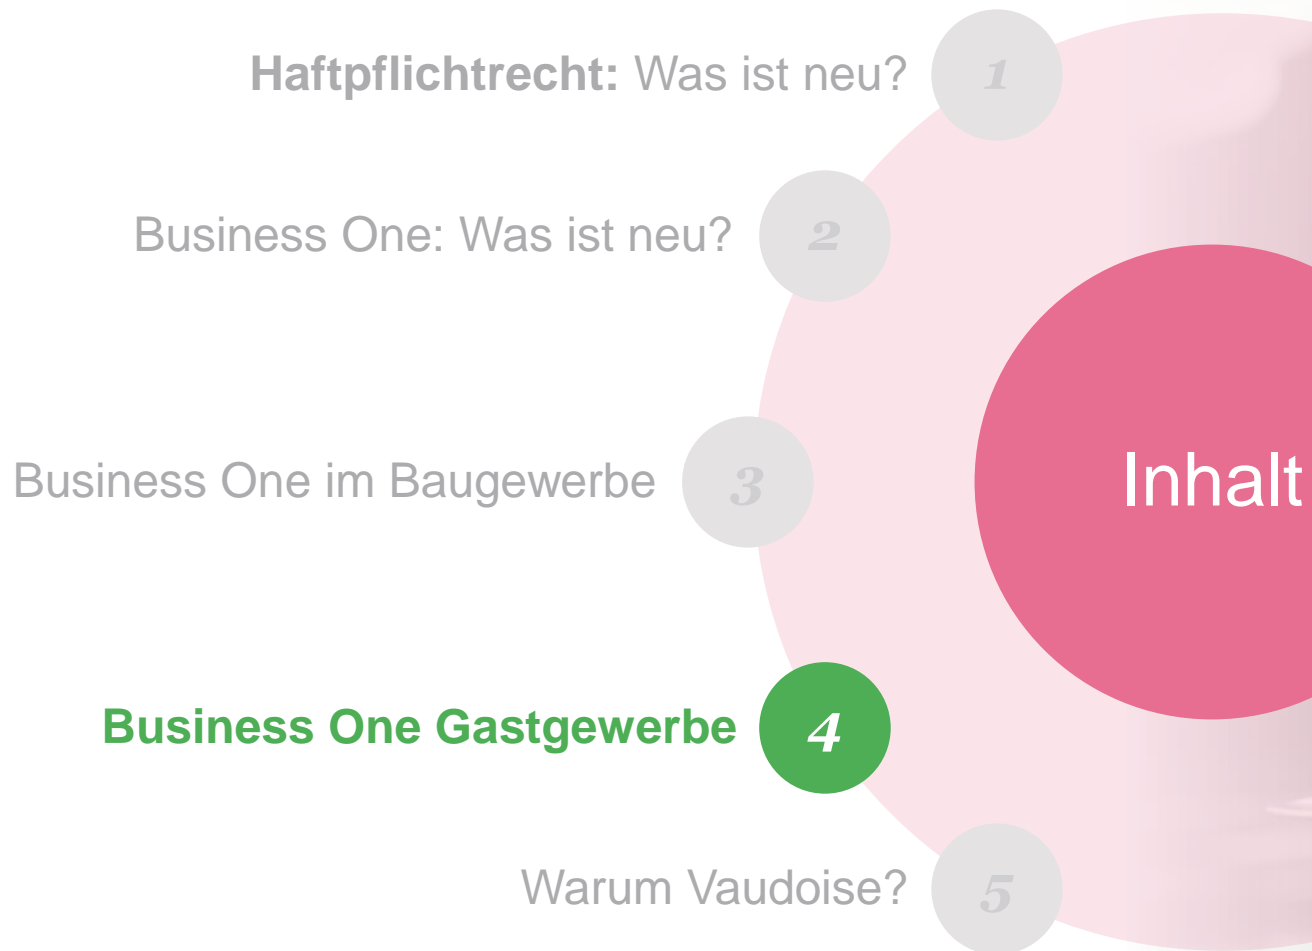 Haftpflichtrecht: Was ist neu? 1
Business One: Was ist neu? 2
Business One im Baugewerbe 3
Inhalt
Business One Gastgewerbe 4
Warum Vaudoise? 5